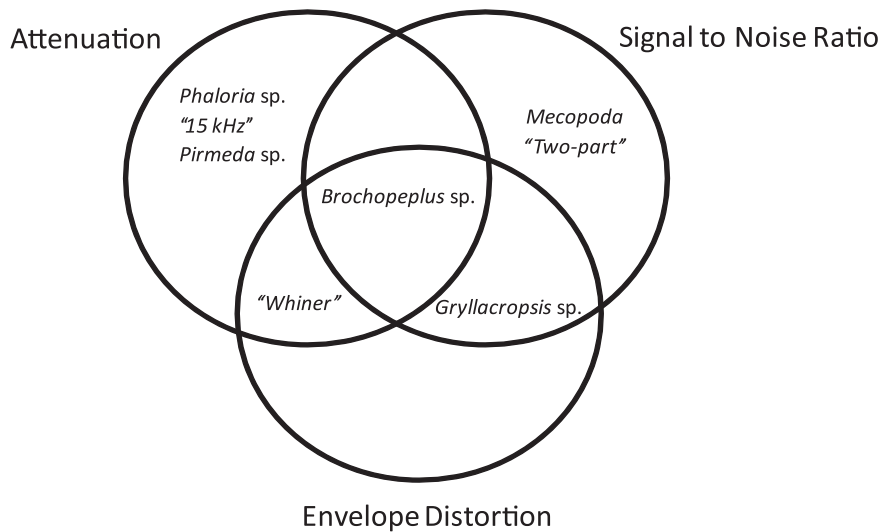 Attenuation
Signal to Noise Ratio
Phaloria sp.
“15 kHz”
Pirmeda sp.
Mecopoda
“Two-part”
Brochopeplus sp.
“Whiner”
Gryllacropsis sp.
Envelope Distortion